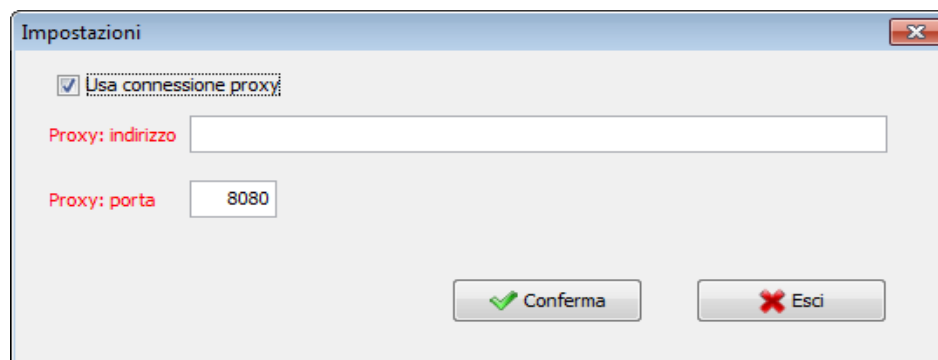 Impostazioni
Usa connessione proxy
Proxy: indirizzo
Proxy: porta 8080
Conferma Esci